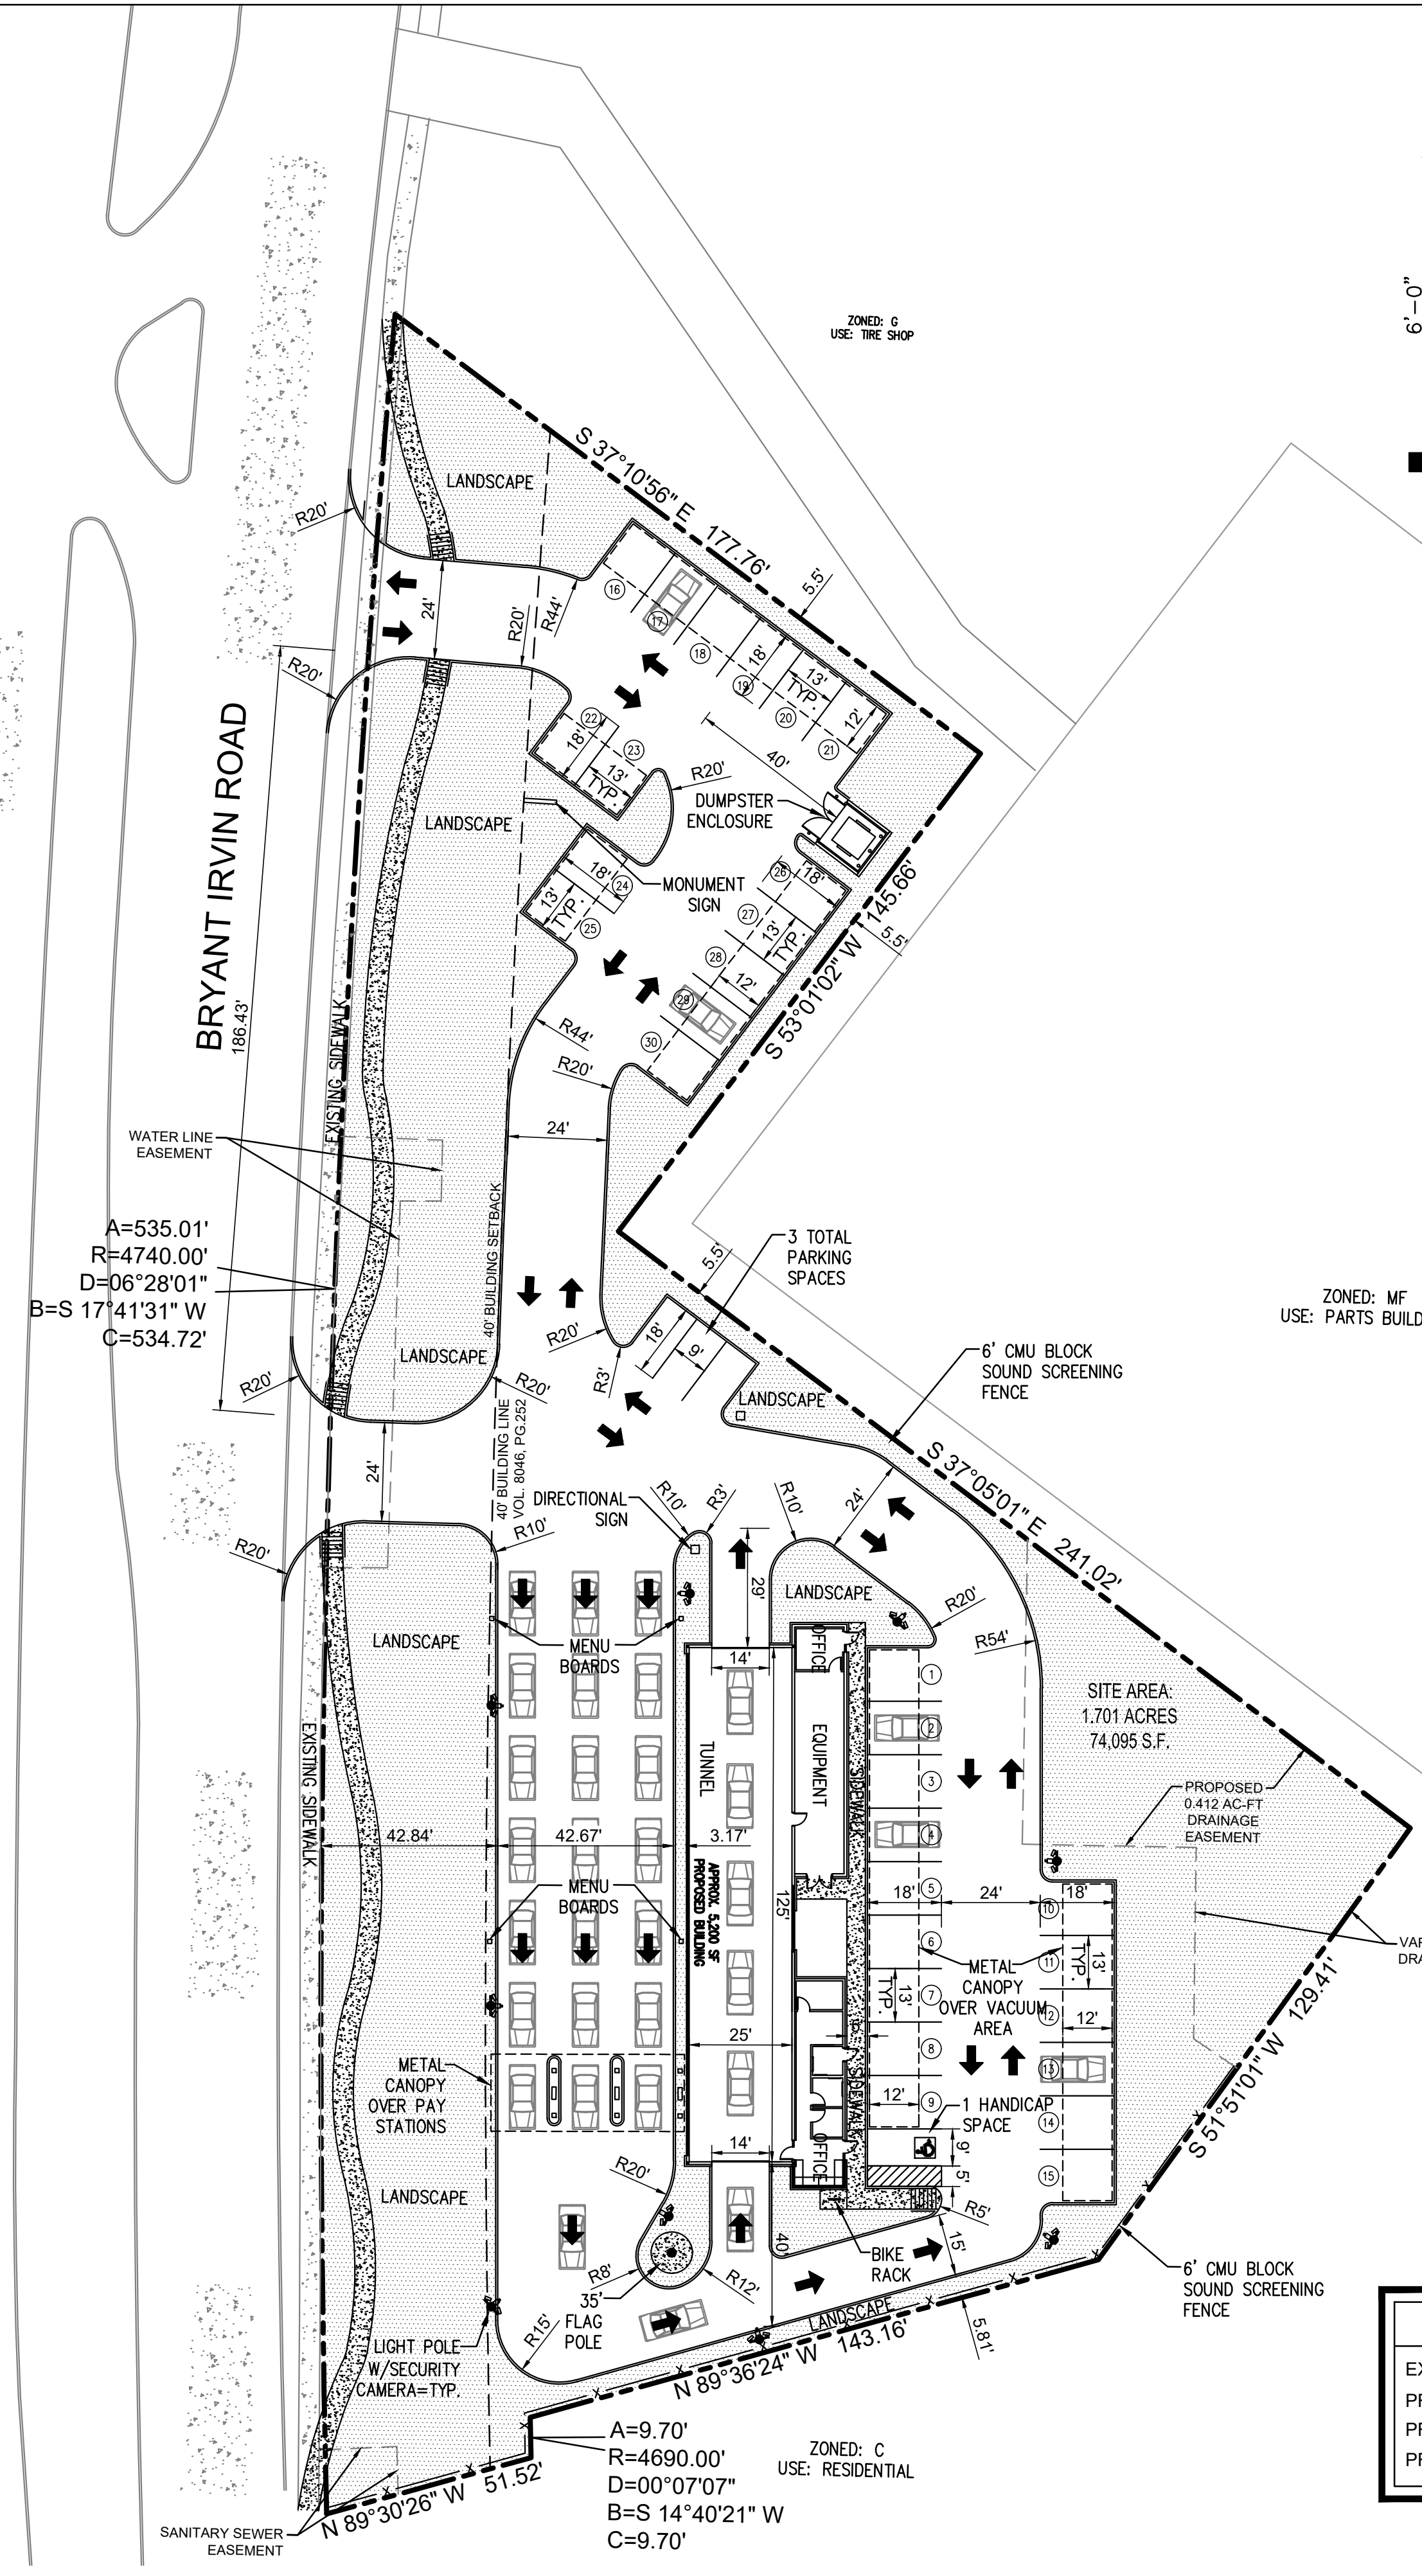 6'-0"
ZONED: G
USE: TIRE SHOP
S 37°10'56" E 177.76'
LANDSCAPE
R20'
24'
R20'
R44'
5.5'
16
17
18
19
20
21
18'
13'
TYP.
12'
R20'
22
23
18'
13'
TYP.
40'
R20'
DUMPSTER
ENCLOSURE
LANDSCAPE
BRYANT IRVIN ROAD
186.43'
MONUMENT
SIGN
18'
24
13'
TYP.
25
26
18'
27
13'
TYP.
28
12'
29
30
S 53°01'02" W 145.66'
5.5'
R44'
R20'
EXISTING SIDEWALK
24'
WATER LINE
EASEMENT
40' BUILDING SETBACK
A=535.01'
R=4740.00'
D=06°28'01"
B=S 17°41'31" W
C=534.72'
3 TOTAL
PARKING
SPACES
5.5'
18'
9'
R20'
R3'
LANDSCAPE
R20'
R20'
LANDSCAPE
ZONED: MF
USE: PARTS BUILD
6' CMU BLOCK
SOUND SCREENING
FENCE
S 37°05'01" E 241.02'
40' BUILDING LINE
VOL. 8046, PG.252
24'
DIRECTIONAL
SIGN
R10'
R3'
R10'
24'
R10'
R20'
29'
LANDSCAPE
R20'
R54'
LANDSCAPE
MENU
BOARDS
14'
OFFICE
1
2
3
4
5
6
7
8
9
EXISTING SIDEWALK
TUNNEL
EQUIPMENT
SIDEWALK
SITE AREA:
1.701 ACRES
74,095 S.F.
PROPOSED
0.412 AC-FT
DRAINAGE
EASEMENT
42.84'
42.67'
3.17'
APPROX. 5,200 SF
PROPOSED BUILDING
125'
MENU
BOARDS
18'
24'
18'
10
11
12
13
14
15
13'
TYP.
METAL
CANOPY
OVER VACUUM
AREA
13'
TYP.
12'
VAR
DRA
S 51°51'01" W 129.41'
25'
METAL
CANOPY
OVER PAY
STATIONS
SIDEWALK
12'
1 HANDICAP
SPACE
9'
5'
14'
OFFICE
R20'
LANDSCAPE
R5'
15'
40'
BIKE
RACK
R8'
R12'
35'
FLAG
POLE
R15'
LANDSCAPE
5.81'
6' CMU BLOCK
SOUND SCREENING
FENCE
LIGHT POLE
W/SECURITY
CAMERA=TYP.
N 89°36'24" W 143.16'
A=9.70'
R=4690.00'
D=00°07'07"
B=S 14°40'21" W
C=9.70'
ZONED: C
USE: RESIDENTIAL
N 89°30'26" W 51.52'
SANITARY SEWER
EASEMENT
EX
PR
PR
PR